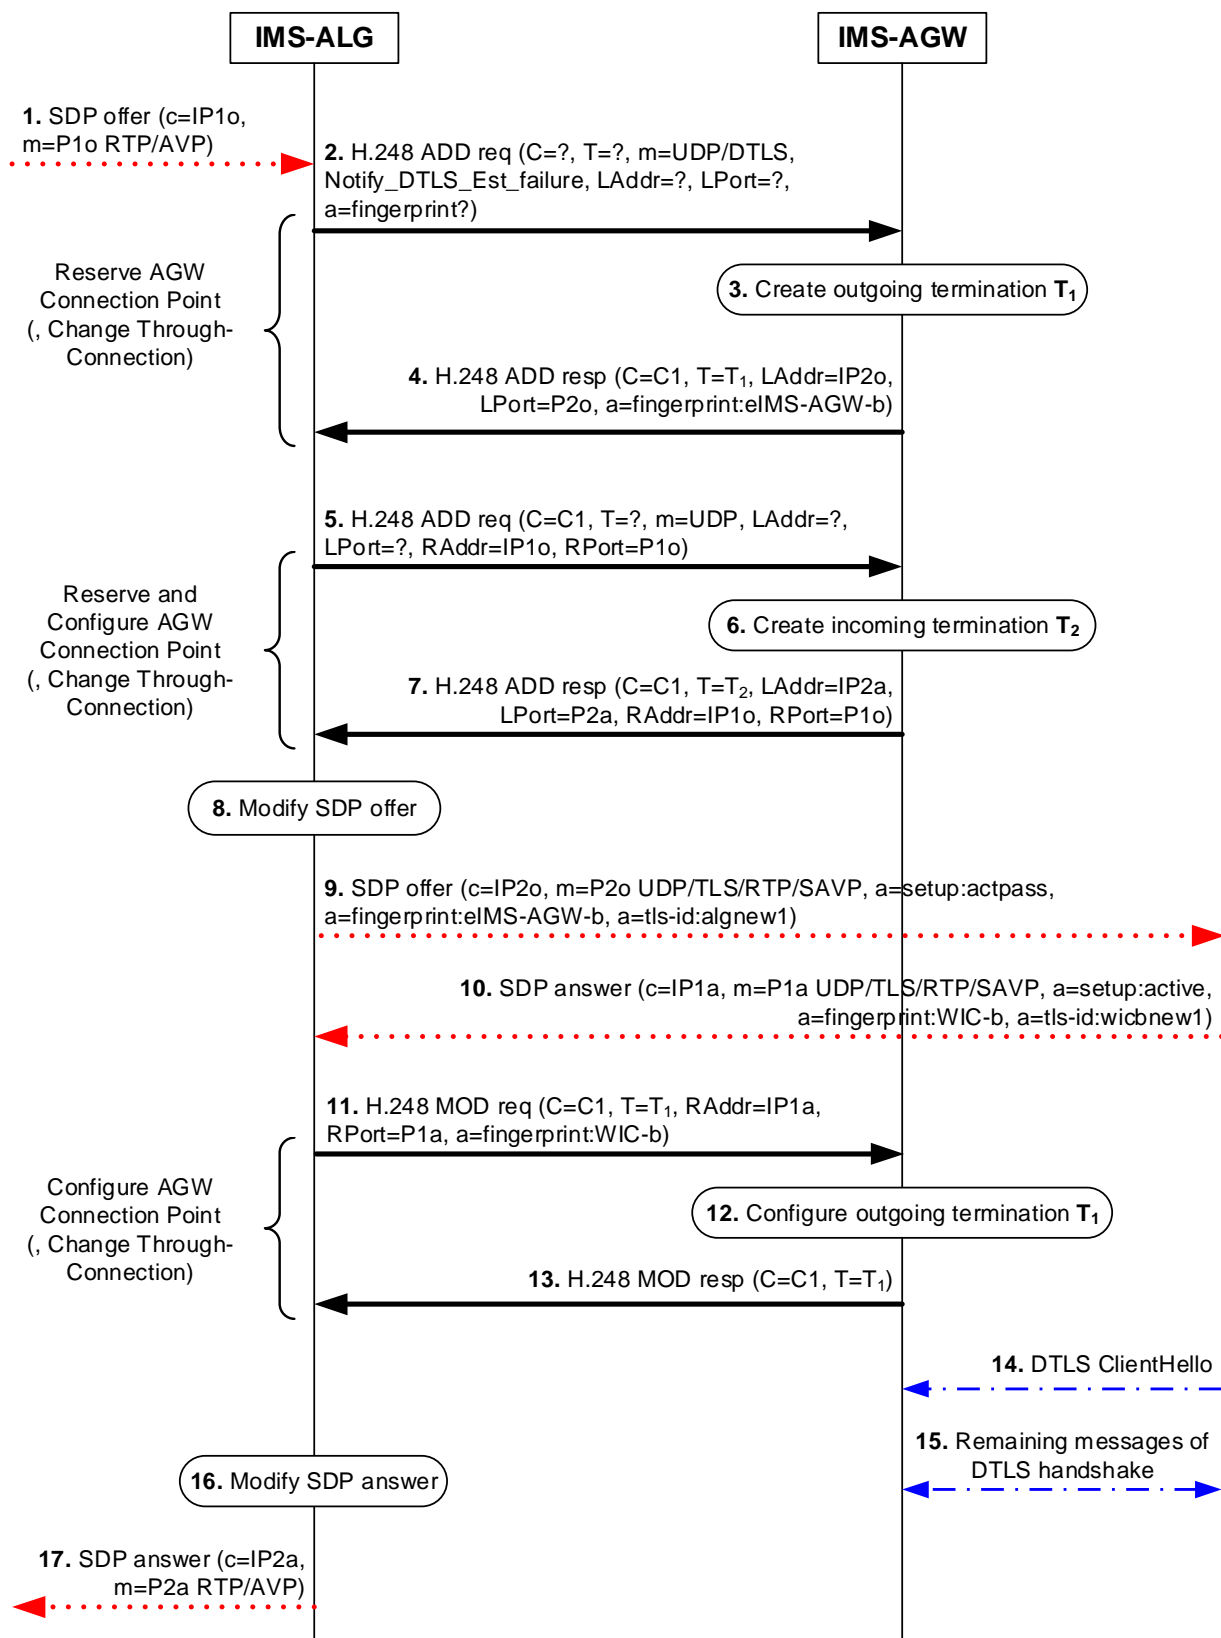 IMS-ALG
IMS-AGW
1. SDP offer (c=IP1o,
m=P1o RTP/AVP)
2. H.248 ADD req (C=?, T=?, m=UDP/DTLS,
Notify_DTLS_Est_failure, LAddr=?, LPort=?,
a=fingerprint?)
Reserve AGW
Connection Point
(, Change Through-
Connection)
3. Create outgoing termination T1
4. H.248 ADD resp (C=C1, T=T1, LAddr=IP2o,
LPort=P2o, a=fingerprint:eIMS-AGW-b)
5. H.248 ADD req (C=C1, T=?, m=UDP, LAddr=?,
LPort=?, RAddr=IP1o, RPort=P1o)
Reserve and
Configure AGW
Connection Point
(, Change Through-
Connection)
6. Create incoming termination T2
7. H.248 ADD resp (C=C1, T=T2, LAddr=IP2a,
LPort=P2a, RAddr=IP1o, RPort=P1o)
8. Modify SDP offer
9. SDP offer (c=IP2o, m=P2o UDP/TLS/RTP/SAVP, a=setup:actpass,
a=fingerprint:eIMS-AGW-b, a=tls-id:algnew1)
10. SDP answer (c=IP1a, m=P1a UDP/TLS/RTP/SAVP, a=setup:active,
a=fingerprint:WIC-b, a=tls-id:wicbnew1)
11. H.248 MOD req (C=C1, T=T1, RAddr=IP1a,
RPort=P1a, a=fingerprint:WIC-b)
Configure AGW
Connection Point
(, Change Through-
Connection)
12. Configure outgoing termination T1
13. H.248 MOD resp (C=C1, T=T1)
14. DTLS ClientHello
15. Remaining messages of
DTLS handshake
16. Modify SDP answer
17. SDP answer (c=IP2a,
m=P2a RTP/AVP)